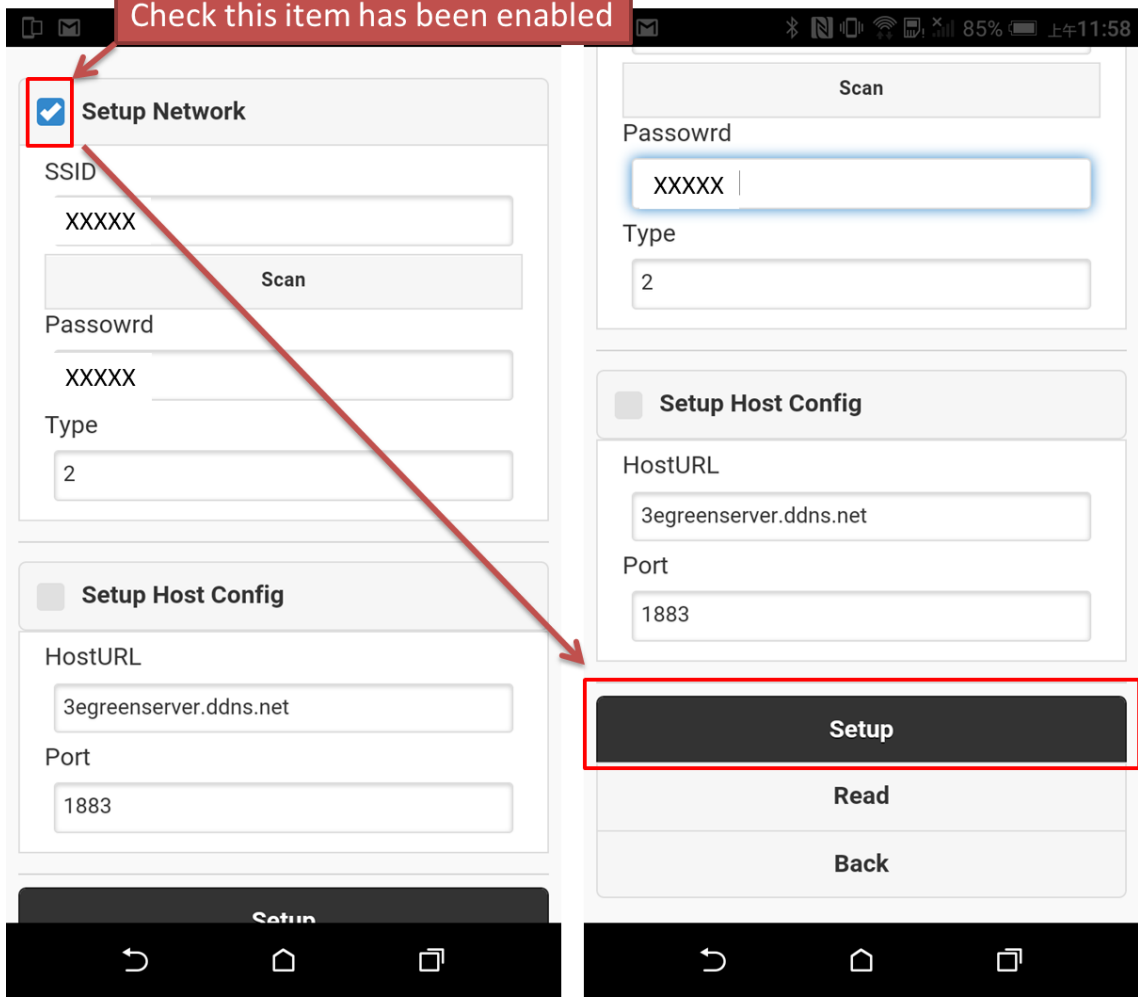 Check this item has been enabled
Setup Network
SSID
XXXXX
Scan
Passowrd
XXXXX
Type
2
Setup Host Config
HostURL
3egreenserver.ddns.net
Port
1883
Setup
85% 上午11:58
Scan
Passowrd
XXXXX
Type
2
Setup Host Config
HostURL
3egreenserver.ddns.net
Port
1883
Setup
Read
Back